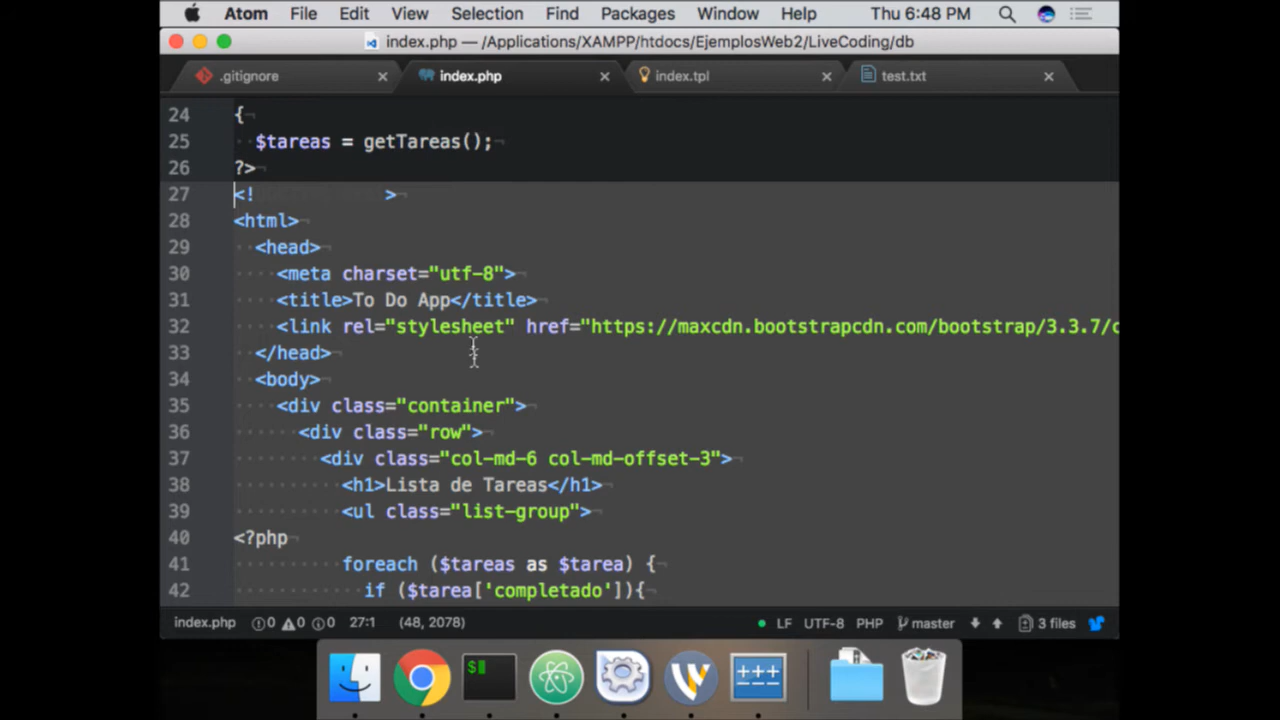 Atom File Edit View Selection Find Packages Window Help Thu 6:48 PM
index.php — /Applications/XAMPP/htdocs/EjemplosWeb2/LiveCoding/db
.gitignore index.php index.tpl test.txt
24 {
25 $tareas = getTareas();
26 ?>
27 <! >
28 <html>
29 <head>
30 <meta charset="utf-8">
31 <title>To Do App</title>
32 <link rel="stylesheet" href="https://maxcdn.bootstrapcdn.com/bootstrap/3.3.7/c
33 </head>
34 <body>
35 <div class="container">
36 <div class="row">
37 <div class="col-md-6 col-md-offset-3">
38 <h1>Lista de Tareas</h1>
39 <ul class="list-group">
40 <?php
41 foreach ($tareas as $tarea) {
42 if ($tarea['completado']){
index.php 0 0 0 27:1 (48, 2078) LF UTF-8 PHP master 3 files